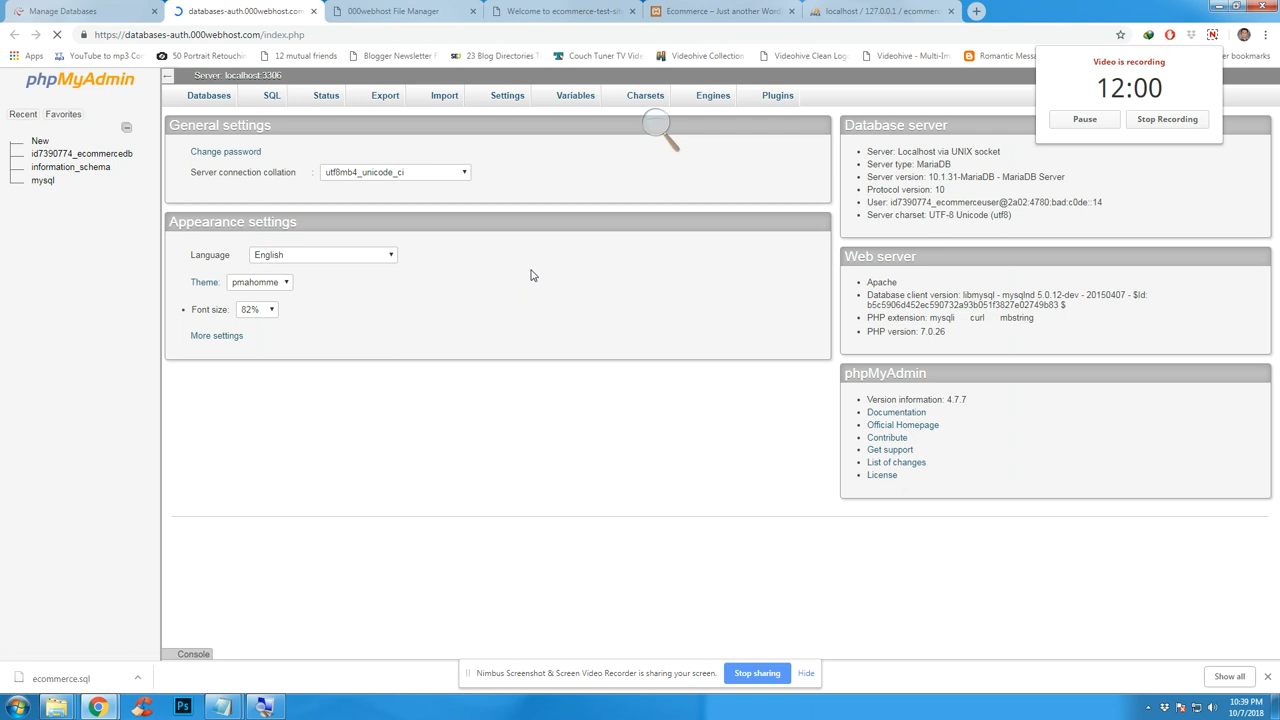 Manage Databases
databases-auth.000webhost.com
000webhost File Manager
Welcome to ecommerce-test-sit
Ecommerce – Just another Word
localhost / 127.0.0.1 / ecommerc
https://databases-auth.000webhost.com/index.php
Apps
YouTube to mp3 Co
50 Portrait Retouching
12 mutual friends
Blogger Newsletter F
23 Blog Directories T
Couch Tuner TV Vide
Videohive Collection
Videohive Clean Logo
Videohive - Multi-Im
Romantic Messa
er bookmarks
Video is recording
12:00
Pause
Stop Recording
phpMyAdmin
Recent
Favorites
New
id7390774_ecommercedb
information_schema
mysql
Server: localhost:3306
Databases
SQL
Status
Export
Import
Settings
Variables
Charsets
Engines
Plugins
General settings
Change password
Server connection collation :
utf8mb4_unicode_ci
Appearance settings
Language
English
Theme:
pmahomme
Font size:
82%
More settings
Database server
Server: Localhost via UNIX socket
Server type: MariaDB
Server version: 10.1.31-MariaDB - MariaDB Server
Protocol version: 10
User: id7390774_ecommerceuser@2a02:4780:bad:c0de::14
Server charset: UTF-8 Unicode (utf8)
Web server
Apache
Database client version: libmysql - mysqlnd 5.0.12-dev - 20150407 - $Id:
b5c5906d452ec590732a93b051f3827e02749b83 $
PHP extension: mysqli curl mbstring
PHP version: 7.0.26
phpMyAdmin
Version information: 4.7.7
Documentation
Official Homepage
Contribute
Get support
List of changes
License
Console
ecommerce.sql
Nimbus Screenshot & Screen Video Recorder is sharing your screen.
Stop sharing
Hide
Show all
Ps
10:39 PM
10/7/2018